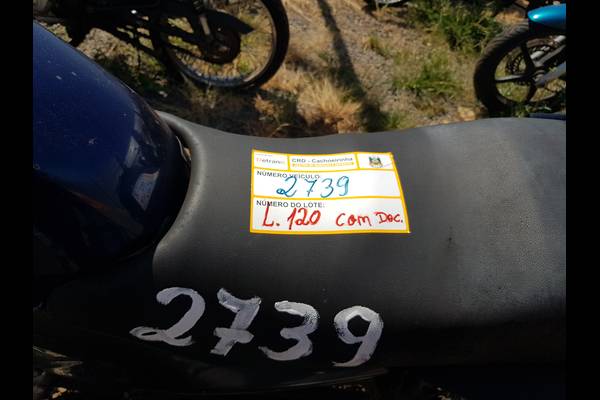 Detran CRD - Cachoeirinha
NÚMERO VEÍCULO:
2739
NÚMERO DO LOTE:
L. 120 com Doc.
2739